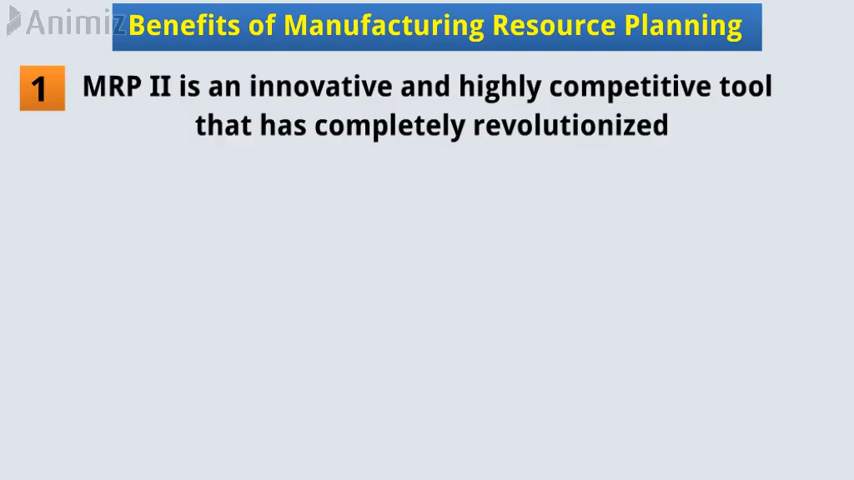 Animiz
Benefits of Manufacturing Resource Planning
1
MRP II is an innovative and highly competitive tool
that has completely revolutionized